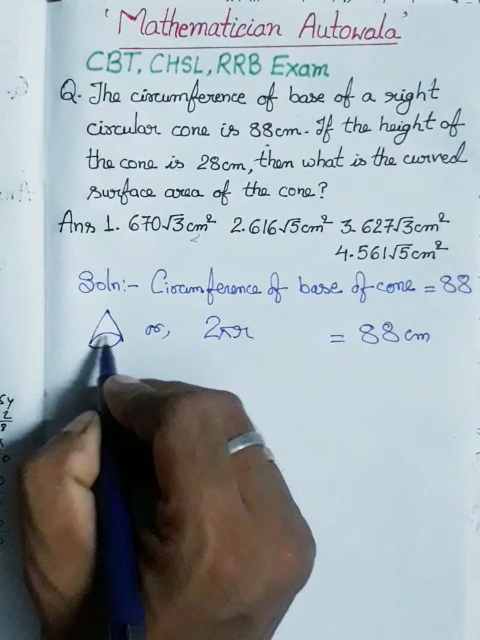 'Mathematician Autowala'
CBT, CHSL, RRB Exam
Q. The circumference of base of a right
circular cone is 88cm. If the height of
the cone is 28cm, then what is the curved
surface area of the cone?
Ans 1. 670√3cm² 2. 616√5cm² 3. 627√3cm²
4. 561√5cm²
Soln:- Circumference of base of cone = 88
or, 2πr = 88 cm